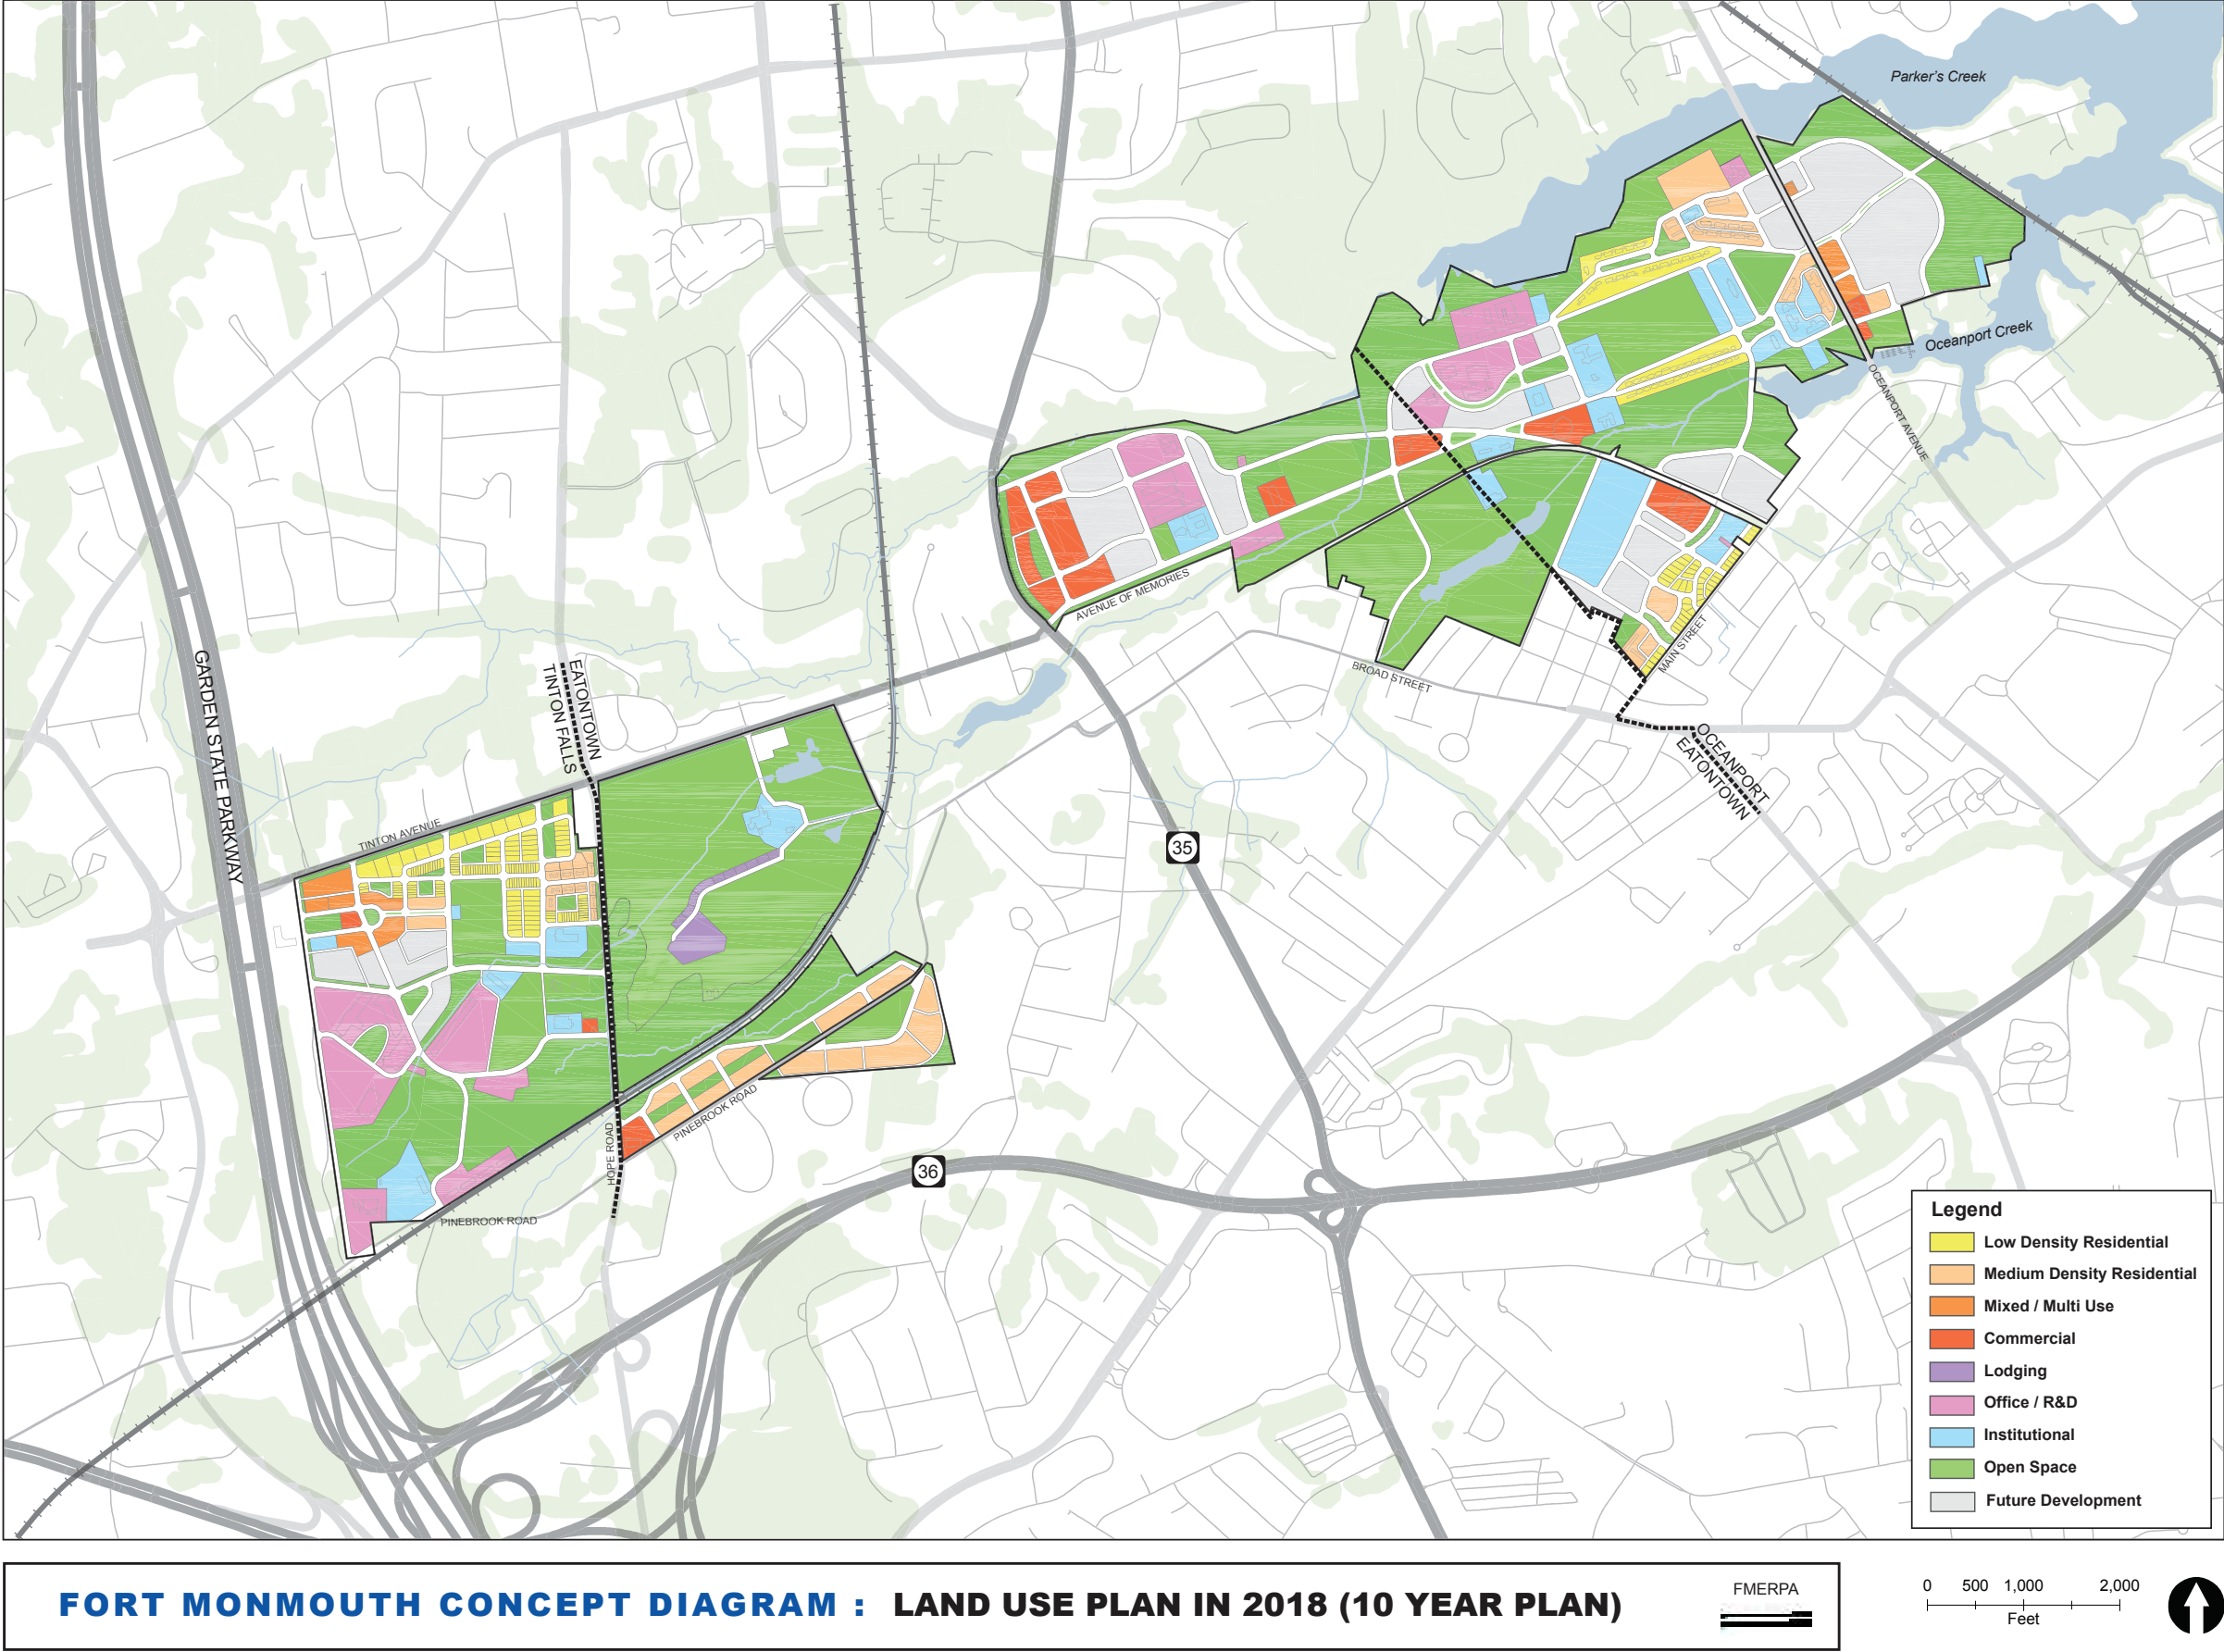 Parker's Creek
Oceanport Creek
OCEANPORT AVENUE
AVENUE OF MEMORIES
MAIN STREET
BROAD STREET
GARDEN STATE PARKWAY
EATONTOWN
TINTON FALLS
OCEANPORT
EATONTOWN
TINTON AVENUE
35
HOPE ROAD
PINEBROOK ROAD
36
PINEBROOK ROAD
Legend
Low Density Residential
Medium Density Residential
Mixed / Multi Use
Commercial
Lodging
Office / R&D
Institutional
Open Space
Future Development
FORT MONMOUTH CONCEPT DIAGRAM : LAND USE PLAN IN 2018 (10 YEAR PLAN)
FMERPA
0 500 1,000 2,000
Feet